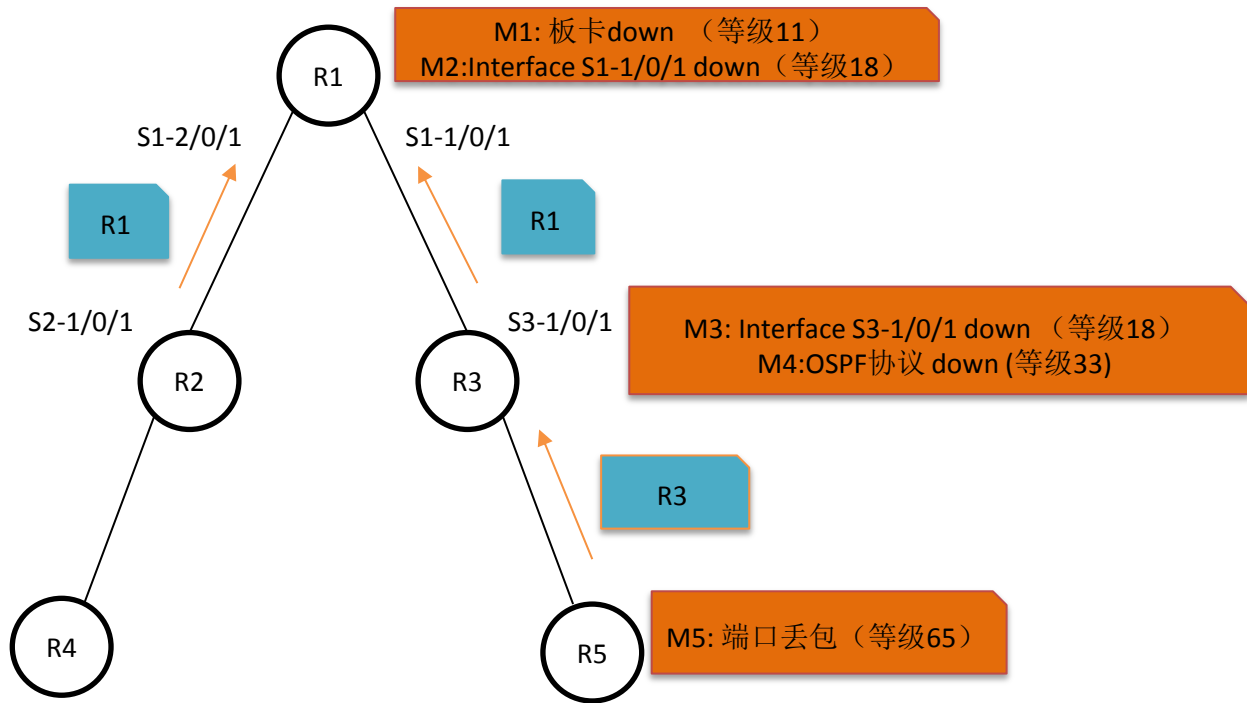 M1: 板卡down （等级11）
M2:Interface S1-1/0/1 down（等级18）
R1
S1-2/0/1
S1-1/0/1
R1
R1
S2-1/0/1
S3-1/0/1
M3: Interface S3-1/0/1 down （等级18）
M4:OSPF协议 down (等级33)
R2
R3
R3
R4
R5
M5: 端口丢包（等级65）